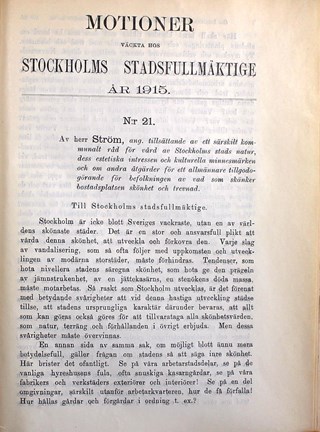 MOTIONER
VÄCKTA HOS
STOCKHOLMS STADSFULLMÄKTIGE
ÅR 1915.
N:r 21.
Av herr Ström, ang. tillsättande av ett särskilt kom-
munalt råd för vård av Stockholms stads natur,
dess estetiska intressen och kulturella minnesmärken
och om andra åtgärder för ett allmännare tillgodo-
görande för befolkningen av vad som skänker
bostadsplatsen skönhet och trevnad.
Till Stockholms stadsfullmäktige.
Stockholm är icke blott Sveriges vackraste, utan en av värl-
dens skönaste städer. Det är en stor och ansvarsfull plikt att
vårda denna skönhet, att utveckla och förkovra den. Varje slag
av vandalisering, som så ofta följer med uppkomsten och utveck-
lingen av modärna storstäder, måste förhindras. Tendenser, som
hota nivellera stadens säregna skönhet, som hota ge den prägeln
av jämnstrukenhet, av en jättekasärns, en stenökens döda massa,
måste motarbetas. Så raskt som Stockholm utvecklas, är det förenat
med betydande svårigheter att vid denna hastiga utveckling städse
tillse, att stadens ursprungliga karaktär därunder bevaras, att allt
som kan göras också göres för att tillvarataga alla skönhetsvärden,
som natur, terräng och förhållanden i övrigt erbjuda. Men dessa
svårigheter måste övervinnas.
En annan sida av samma sak, om möjligt blott ännu mera
betydelsefull, gäller frågan om stadens så att säga inre skönhet.
Här brister det ofantligt. Se på våra arbetarstadsdelar, se på de
vanliga hyreshusens fula, ofta snuskiga kasärngårdar, se på våra
fabrikers och verkstäders exteriörer och interiörer! Se på en del
omgivningar, särskilt utanför arbetarkvarteren, hur de få förfalla!
Hur hållas gårdar och förgårdar i ordning t. ex.?